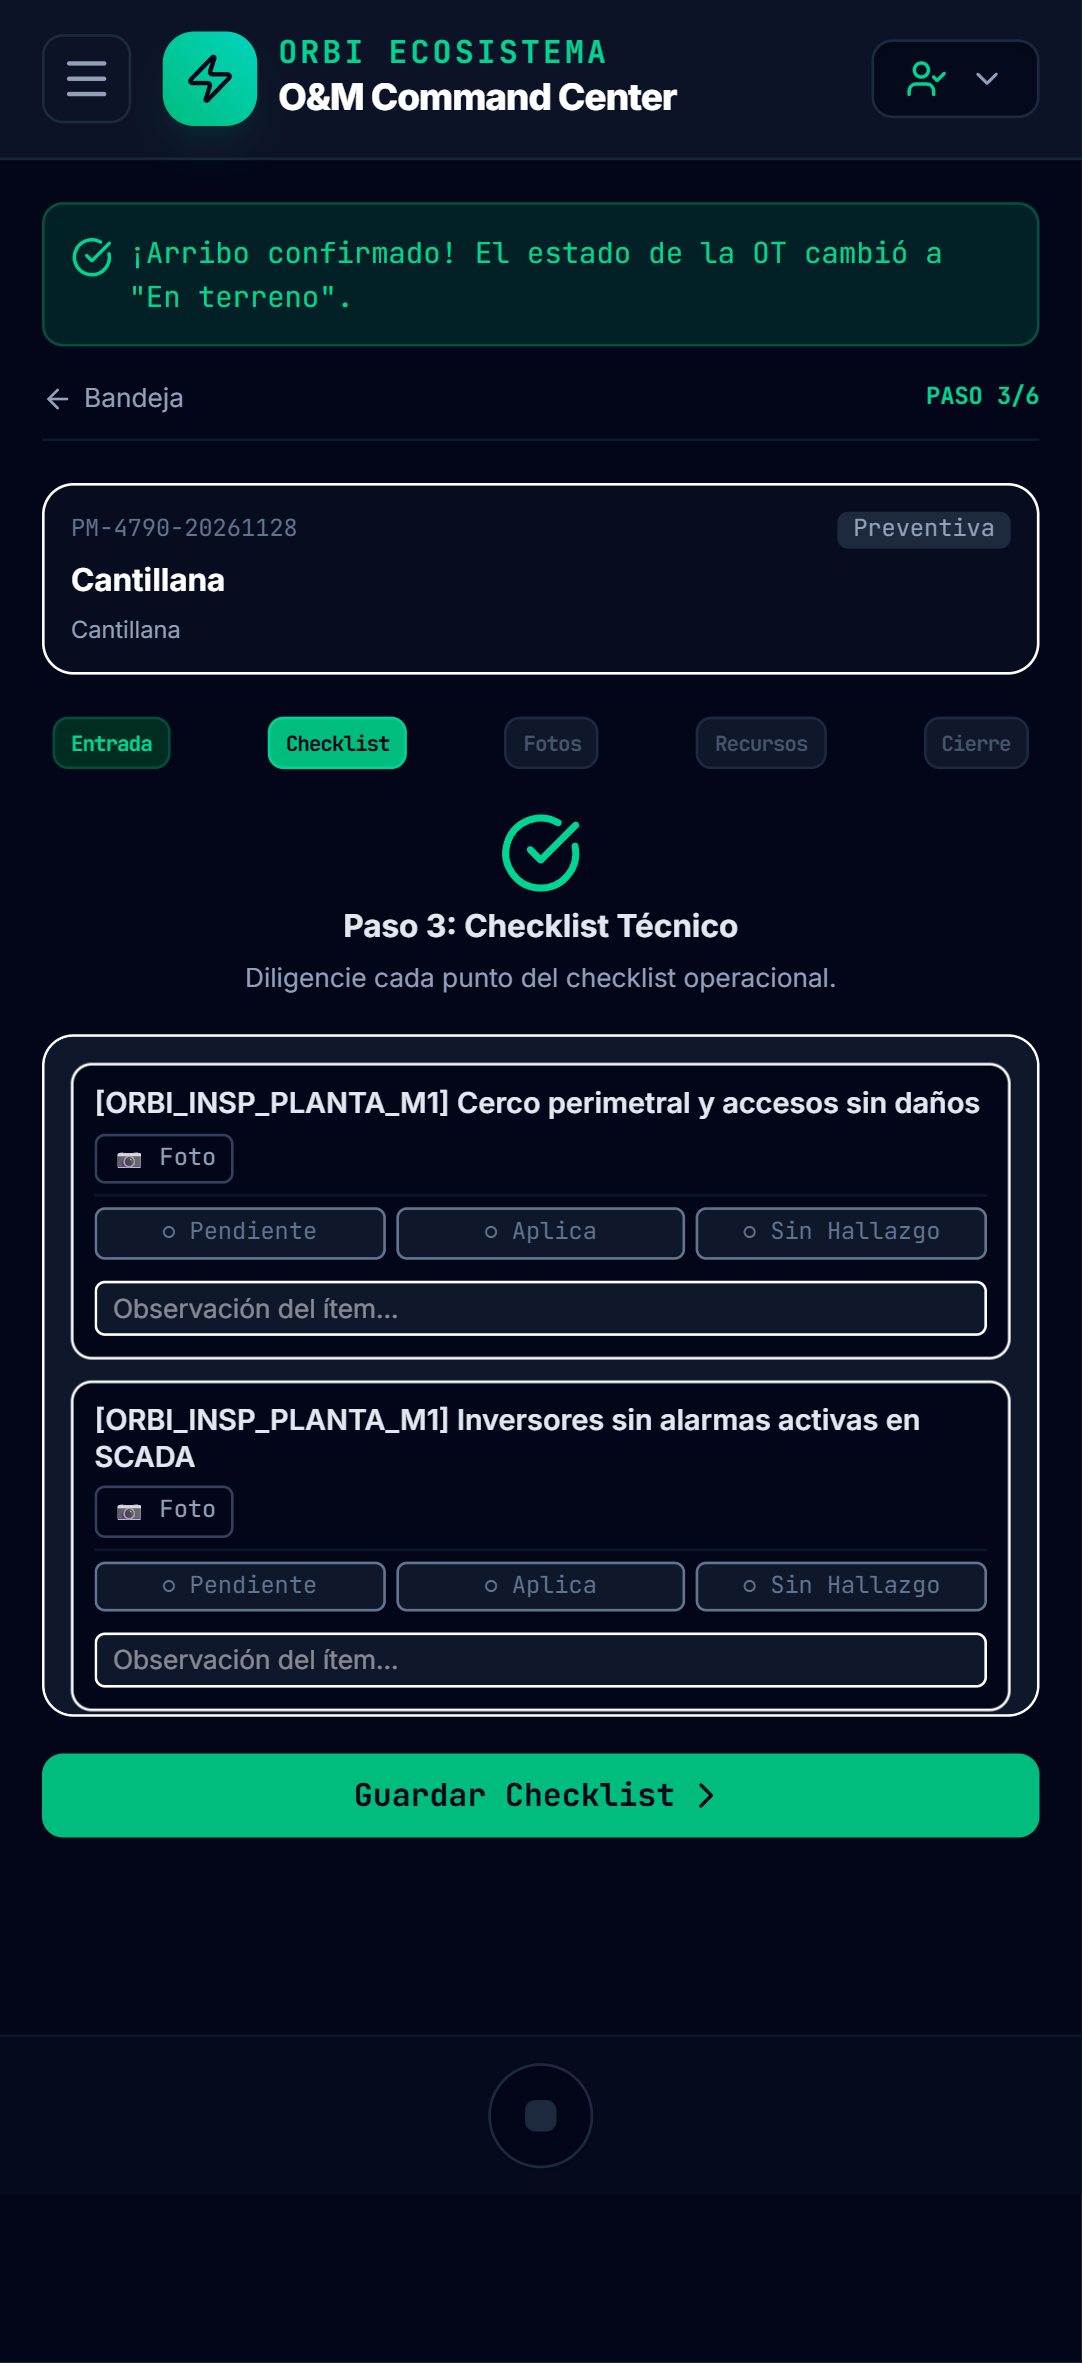 ORBI ECOSISTEMA
O&M Command Center
¡Arribo confirmado! El estado de la OT cambió a
"En terreno".
Bandeja
PASO 3/6
PM-4790-20261128
Preventiva
Cantillana
Cantillana
Entrada
Checklist
Fotos
Recursos
Cierre
Paso 3: Checklist Técnico
Diligencie cada punto del checklist operacional.
[ORBI_INSP_PLANTA_M1] Cerco perimetral y accesos sin daños
Foto
Pendiente
Aplica
Sin Hallazgo
Observación del ítem...
[ORBI_INSP_PLANTA_M1] Inversores sin alarmas activas en
SCADA
Foto
Pendiente
Aplica
Sin Hallazgo
Observación del ítem...
Guardar Checklist